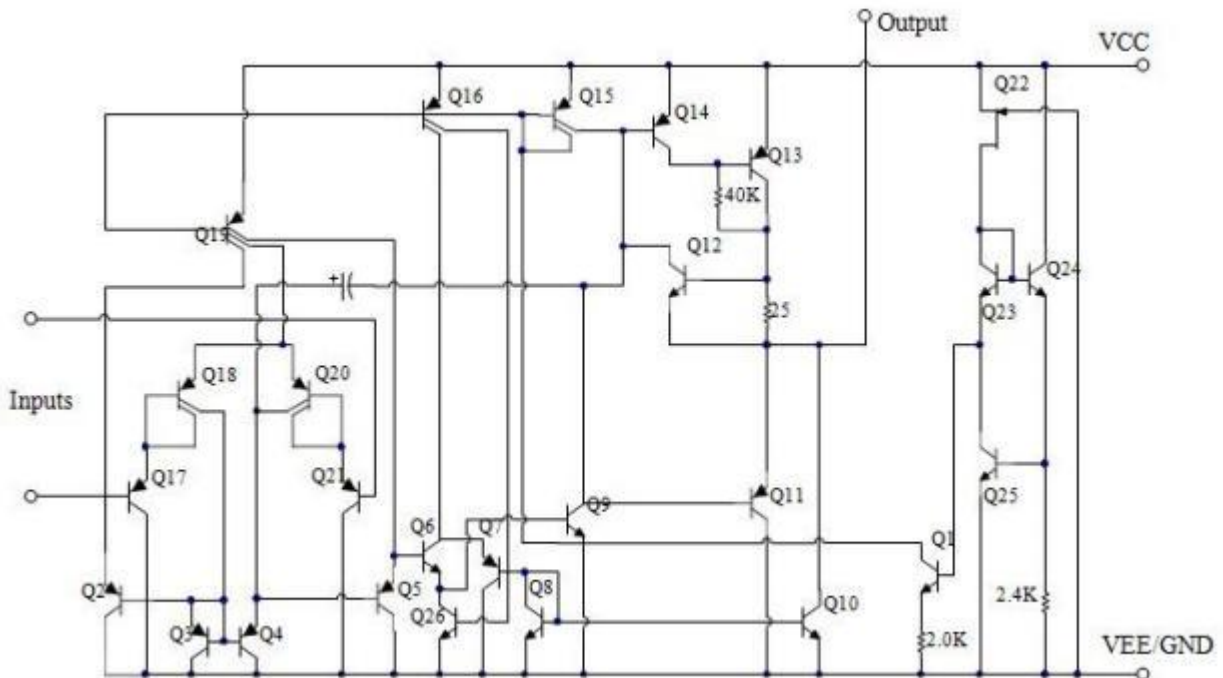 Output
VCC
Q16
Q15
Q14
Q22
Q13
40K
Q19
Q12
Q24
+
25
Q23
Q18
Q20
Inputs
Q17
Q21
Q25
Q11
Q9
Q6
Q7
Q1
Q2
Q5
Q8
Q26
Q10
2.4K
Q3
Q4
2.0K
VEE/GND